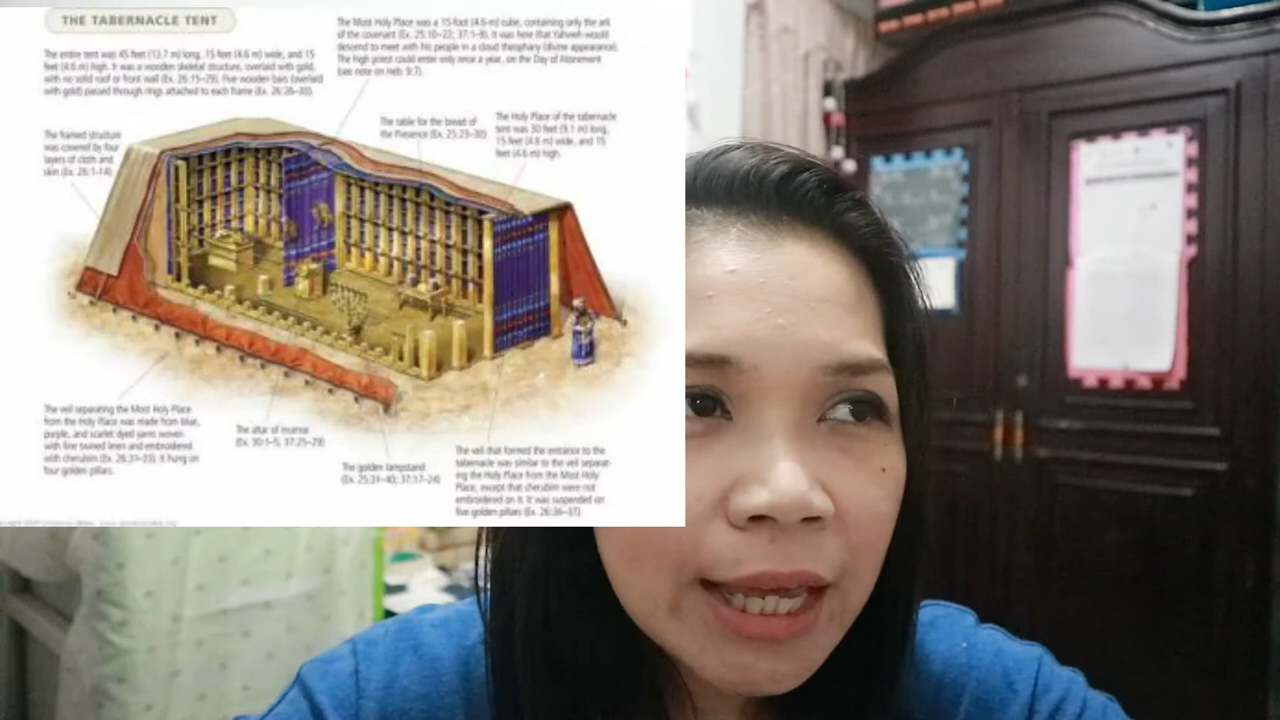 THE TABERNACLE TENT
The entire tent was 45 feet (13.7 m) long, 15 feet (4.6 m) wide, and 15
feet (4.6 m) high. It was a wooden skeletal structure, overlaid with gold,
with no solid roof or front wall (Ex. 26:15–29). Five wooden bars (overlaid
with gold) passed through rings attached to each frame (Ex. 26:26–30).
The Most Holy Place was a 15-foot (4.6-m) cube, containing only the ark
of the covenant (Ex. 25:10–22; 37:1–9). It was here that Yahweh would
descend to meet with his people in a cloud theophany (divine appearance).
The high priest could enter only once a year, on the Day of Atonement
(see note on Heb. 9:7).
The framed structure
was covered by four
layers of cloth and
skin (Ex. 26:1–14).
The table for the bread of
the Presence (Ex. 25:23–30)
The Holy Place of the tabernacle
tent was 30 feet (9.1 m) long,
15 feet (4.6 m) wide, and 15
feet (4.6 m) high.
The veil separating the Most Holy Place
from the Holy Place was made from blue,
purple, and scarlet dyed yarns woven
with fine twined linen and embroidered
with cherubim (Ex. 26:31–33). It hung on
four golden pillars.
The altar of incense
(Ex. 30:1–5; 37:25–29)
The golden lampstand
(Ex. 25:31–40; 37:17–24)
The veil that formed the entrance to the
tabernacle was similar to the veil separat-
ing the Holy Place from the Most Holy
Place, except that cherubim were not
embroidered on it. It was suspended on
five golden pillars (Ex. 26:36–37).